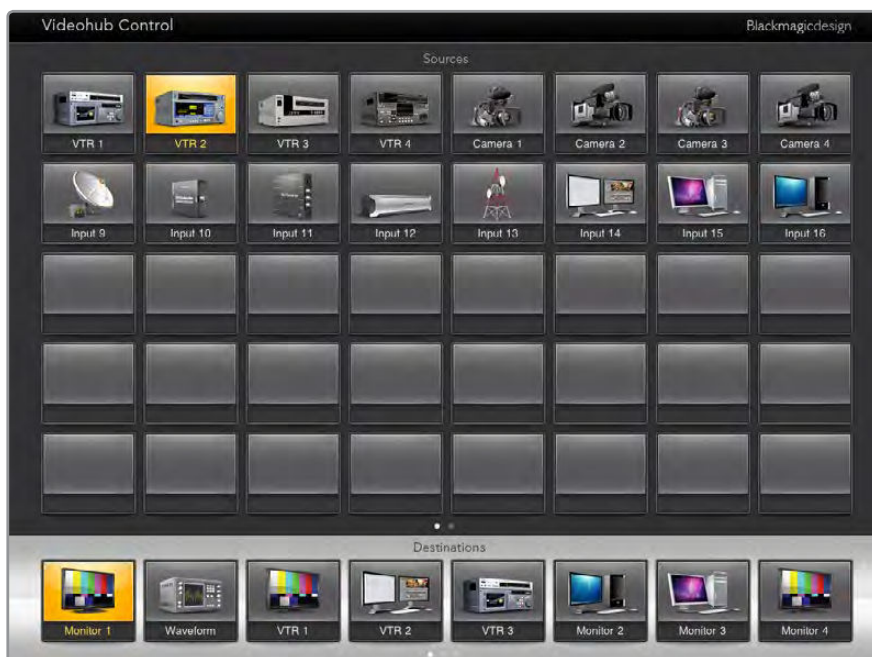 Videohub Control Blackmagicdesign
Sources
VTR 1 VTR 2 VTR 3 VTR 4 Camera 1 Camera 2 Camera 3 Camera 4
Input 9 Input 10 Input 11 Input 12 Input 13 Input 14 Input 15 Input 16
Destinations
Monitor 1 Waveform VTR 1 VTR 2 VTR 3 Monitor 2 Monitor 3 Monitor 4